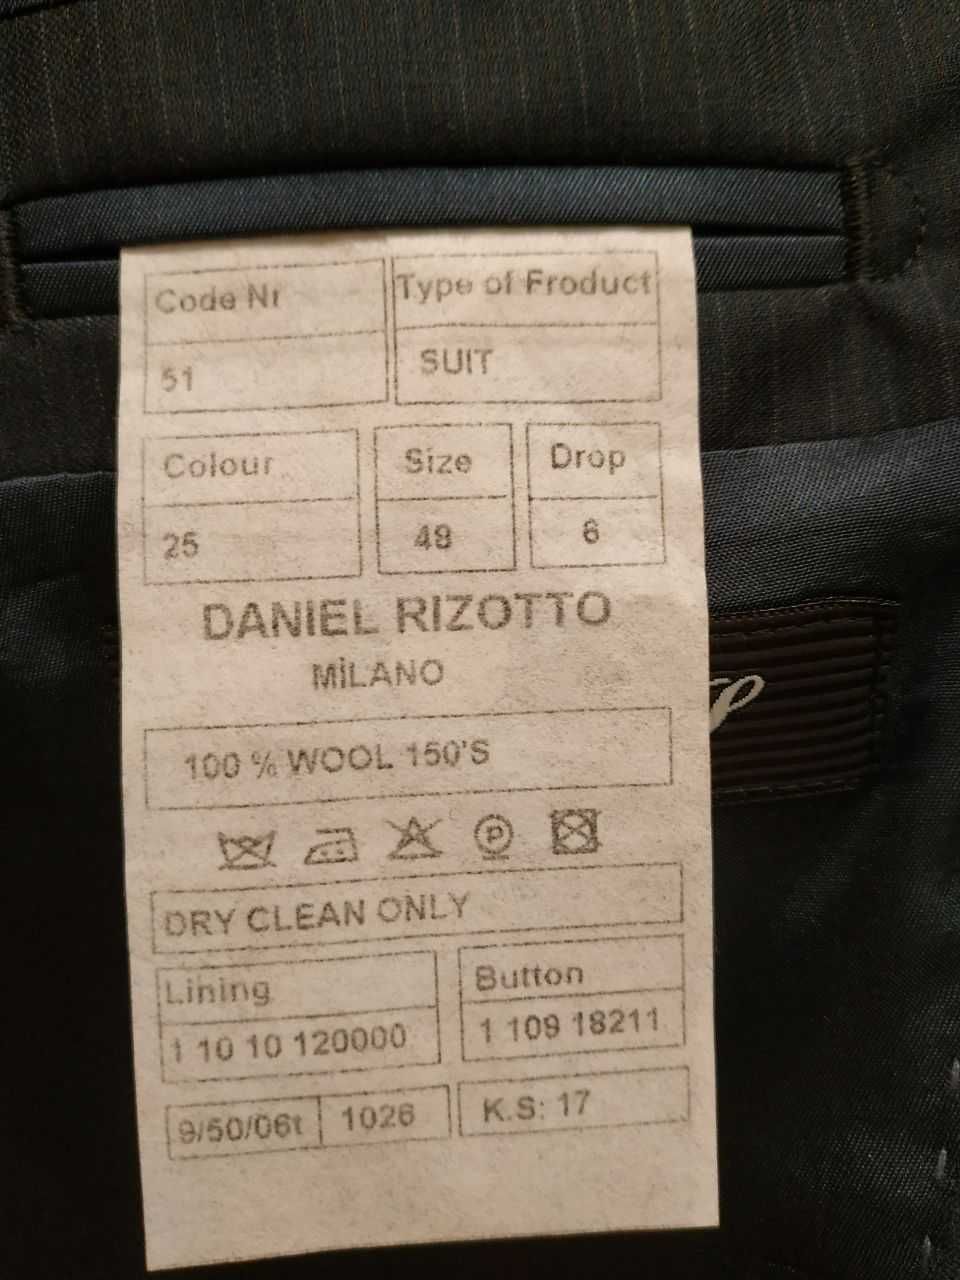 Code Nr
Type of Product
51
SUIT
Colour
Size
Drop
25
48
6
DANIEL RIZOTTO
MİLANO
100 % WOOL 150'S
P
DRY CLEAN ONLY
Lining
Button
1 10 10 120000
1 109 18211
9/50/06t
1026
K.S: 17